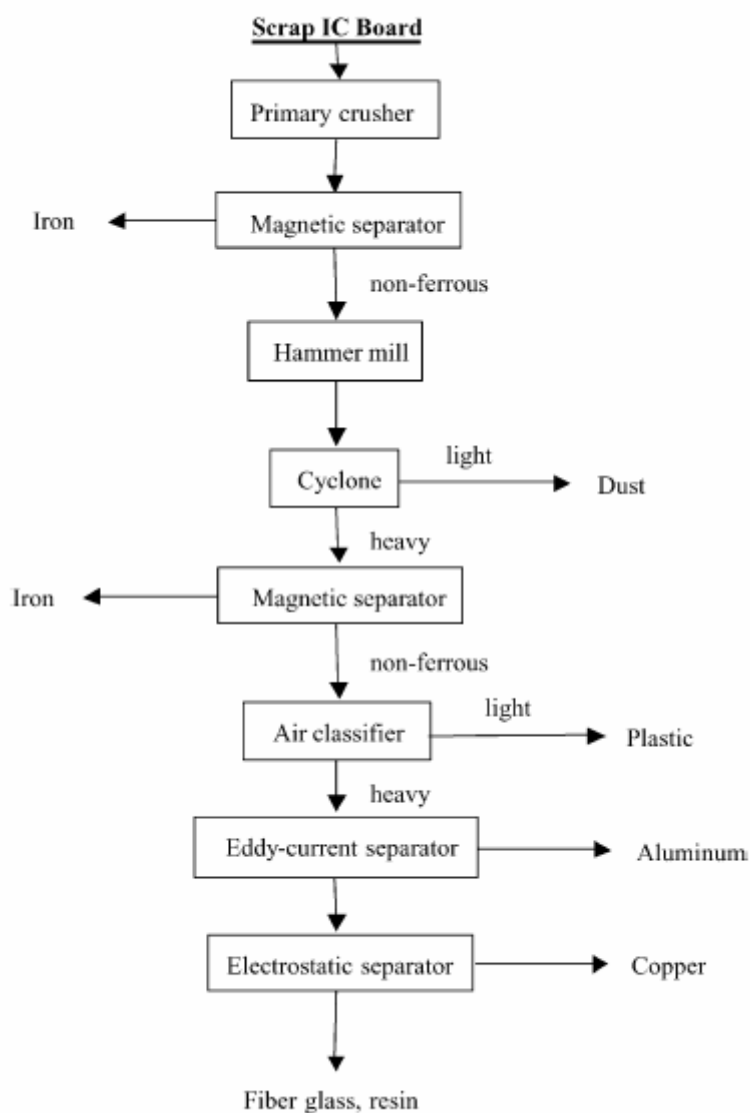 Scrap IC Board
Primary crusher
Iron
Magnetic separator
non-ferrous
Hammer mill
light
Cyclone
Dust
heavy
Iron
Magnetic separator
non-ferrous
light
Air classifier
Plastic
heavy
Eddy-current separator
Aluminum
Electrostatic separator
Copper
Fiber glass, resin